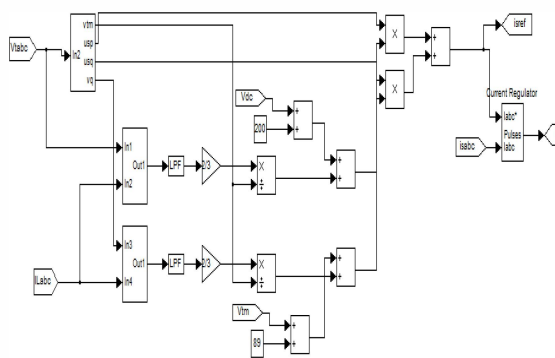 vtm
usp
usq
vq
In2
Vtabc
isref
X
+
+
X
Current Regulator
Iabc*
Pulses
Iabc
isabc
Vdc
200
+
+
In1
In2
Out1
LPF
2/3
X
÷
+
+
In3
In4
Out1
LPF
2/3
X
÷
+
+
ILabc
Vtm
89
+
+